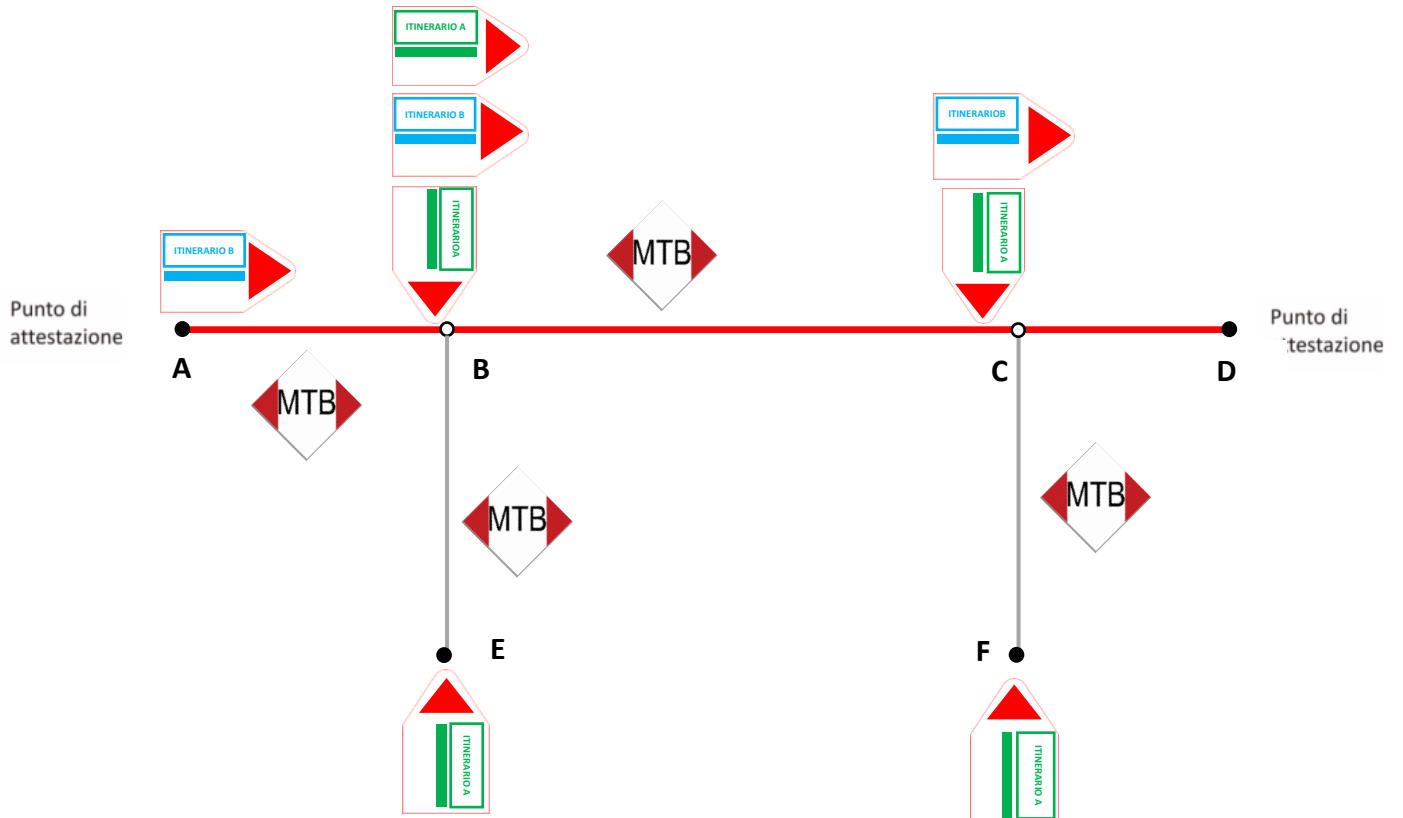 ITINERARIO A
ITINERARIO B
ITINERARIOB
ITINERARIOA
ITINERARIO A
ITINERARIO B
MTB
Punto di
attestazione
Punto di
testazione
A
B
C
D
MTB
MTB
MTB
E
F
ITINERARIO A
ITINERARIO A